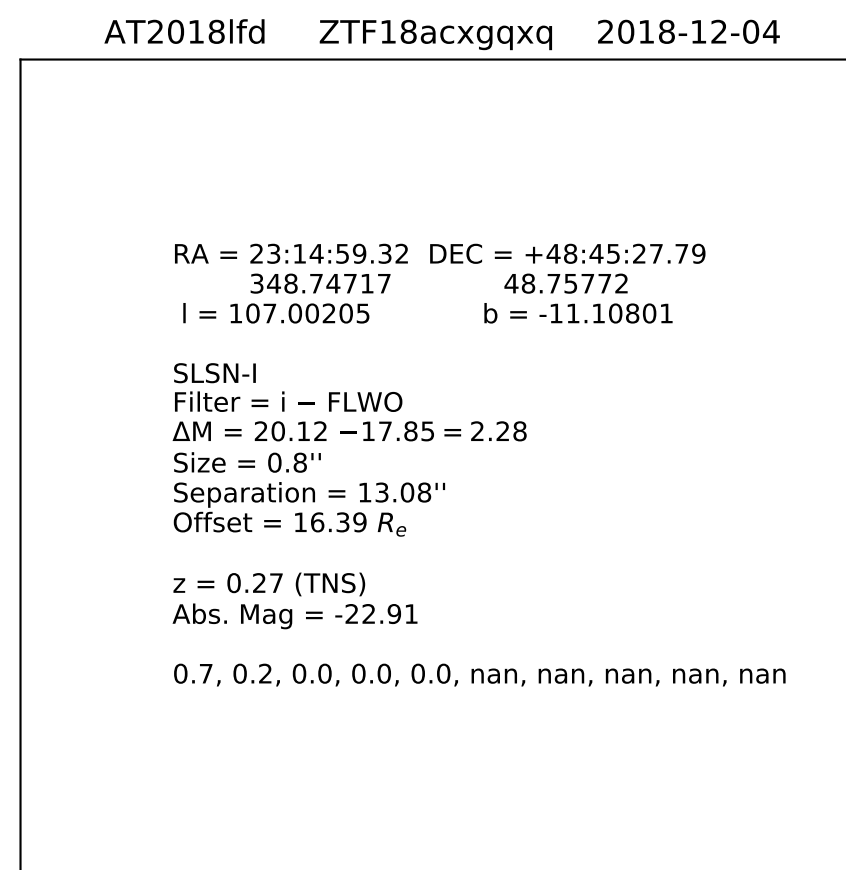 AT2018lfd ZTF18acxgqxq 2018-12-04
RA = 23:14:59.32 DEC = +48:45:27.79
348.74717 48.75772
l = 107.00205 b = -11.10801
SLSN-I
Filter = i − FLWO
ΔM = 20.12 −17.85 = 2.28
Size = 0.8''
Separation = 13.08''
Offset = 16.39 Re
z = 0.27 (TNS)
Abs. Mag = -22.91
0.7, 0.2, 0.0, 0.0, 0.0, nan, nan, nan, nan, nan